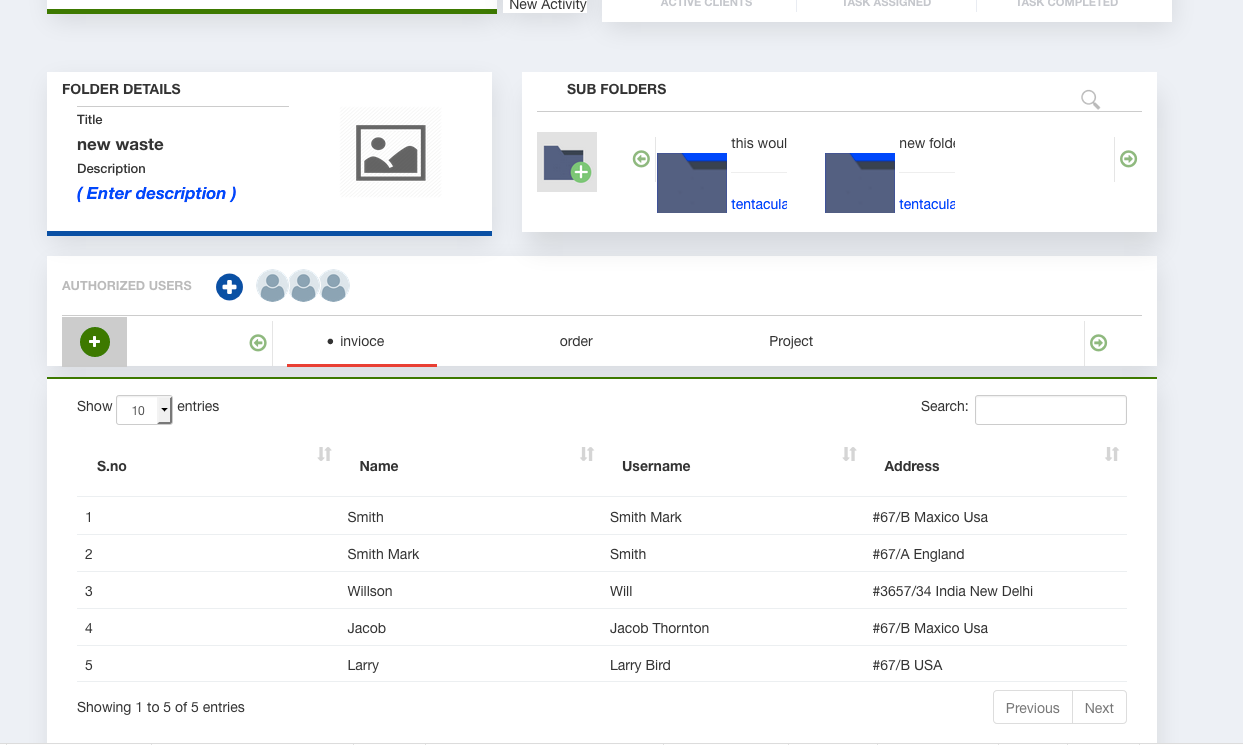 New Activity
ACTIVE CLIENTS TASK ASSIGNED TASK COMPLETED
FOLDER DETAILS
Title
new waste
Description
( Enter description )
SUB FOLDERS
this woul
tentacula
new folde
tentacula
AUTHORIZED USERS
• invioce order Project
Show 10 entries Search:
S.no Name Username Address
1 Smith Smith Mark #67/B Maxico Usa
2 Smith Mark Smith #67/A England
3 Willson Will #3657/34 India New Delhi
4 Jacob Jacob Thornton #67/B Maxico Usa
5 Larry Larry Bird #67/B USA
Showing 1 to 5 of 5 entries Previous Next